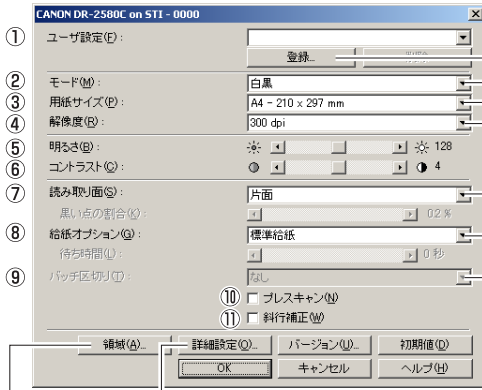 CANON DR-2580C on STI - 0000
① ユーザ設定(F):
登録... 削除
② モード(M): 白黒
③ 用紙サイズ(P): A4 - 210 x 297 mm
④ 解像度(R): 300 dpi
⑤ 明るさ(B): 128
⑥ コントラスト(C): 4
⑦ 読み取り面(S): 片面
黒い点の割合(K): 02 %
⑧ 給紙オプション(G): 標準給紙
待ち時間(L): 0 秒
⑨ バッチ区切り(T): なし
⑩ プレスキャン(N)
⑪ 斜行補正(W)
領域(A)... 詳細設定(O)... バージョン(U)... 初期値(D)
OK キャンセル ヘルプ(H)